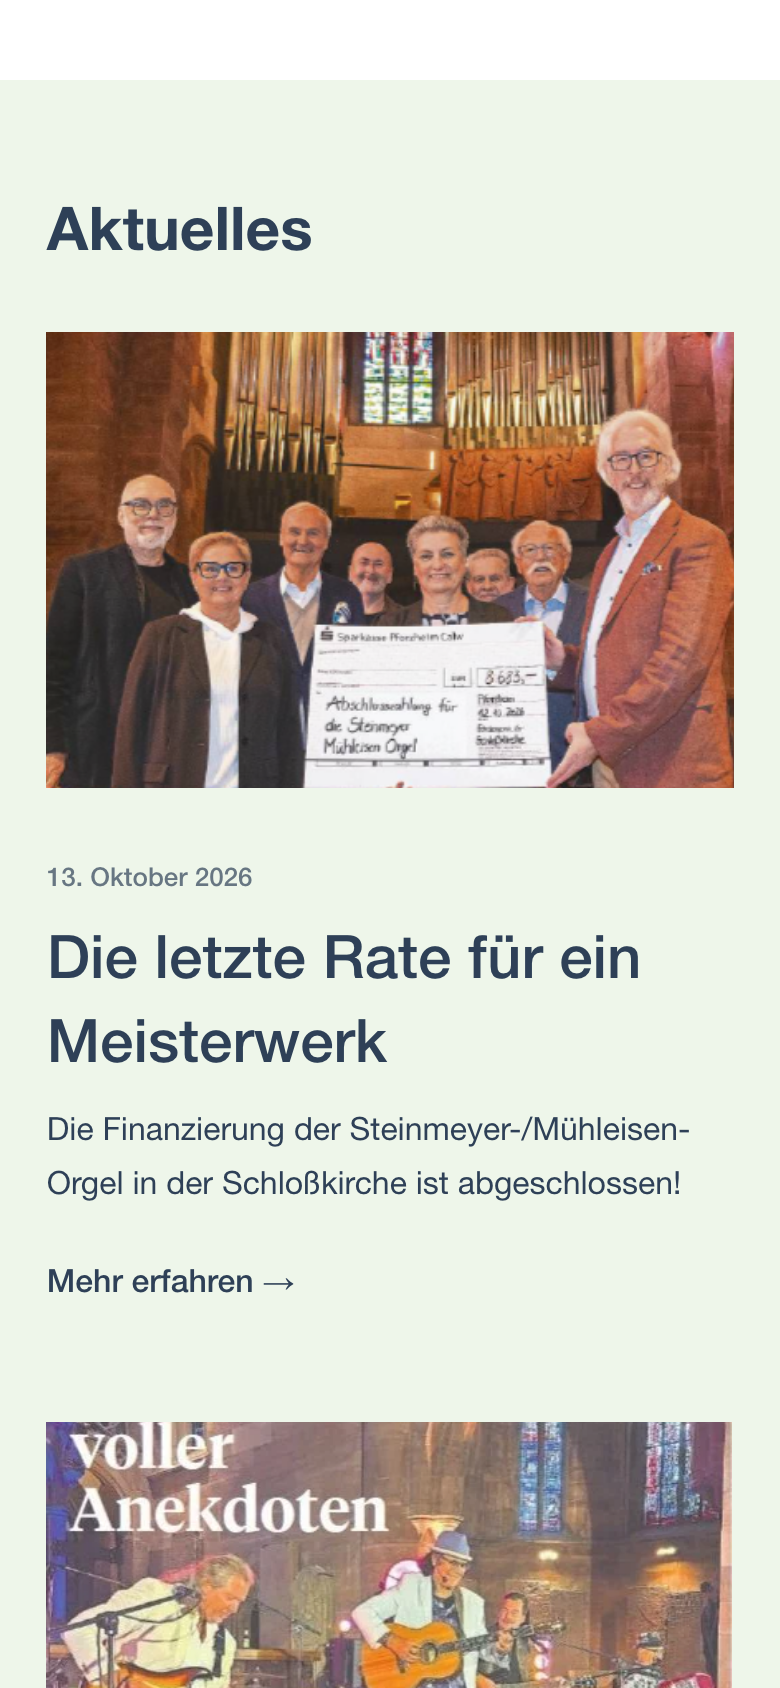 Aktuelles
Sparkasse Pforzheim Calw
8 683,–
Abschlusszahlung für
die Steinmeyer
Mühleisen Orgel
Pforzheim
13. Oktober 2026
Die letzte Rate für ein
Meisterwerk
Die Finanzierung der Steinmeyer-/Mühleisen-
Orgel in der Schloßkirche ist abgeschlossen!
Mehr erfahren →
voller
Anekdoten